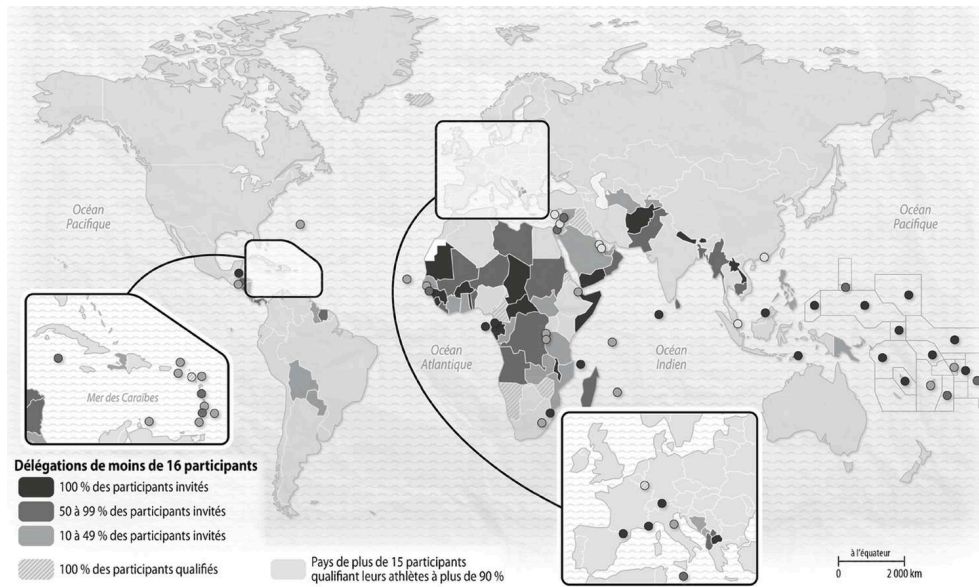 Océan
Pacifique
Océan
Pacifique
Océan
Atlantique
Océan
Indien
Mer des Caraïbes
Délégations de moins de 16 participants
100 % des participants invités
50 à 99 % des participants invités
10 à 49 % des participants invités
100 % des participants qualifiés
Pays de plus de 15 participants
qualifiant leurs athlètes à plus de 90 %
à l'équateur
0 2 000 km